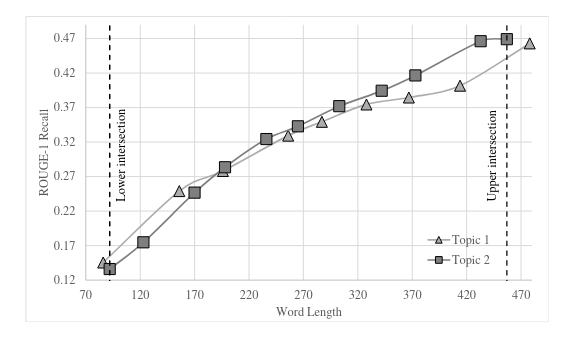 0.47
0.42
0.37
0.32
0.27
0.22
0.17
0.12
ROUGE-1 Recall
Lower intersection
Upper intersection
Topic 1
Topic 2
70 120 170 220 270 320 370 420 470
Word Length